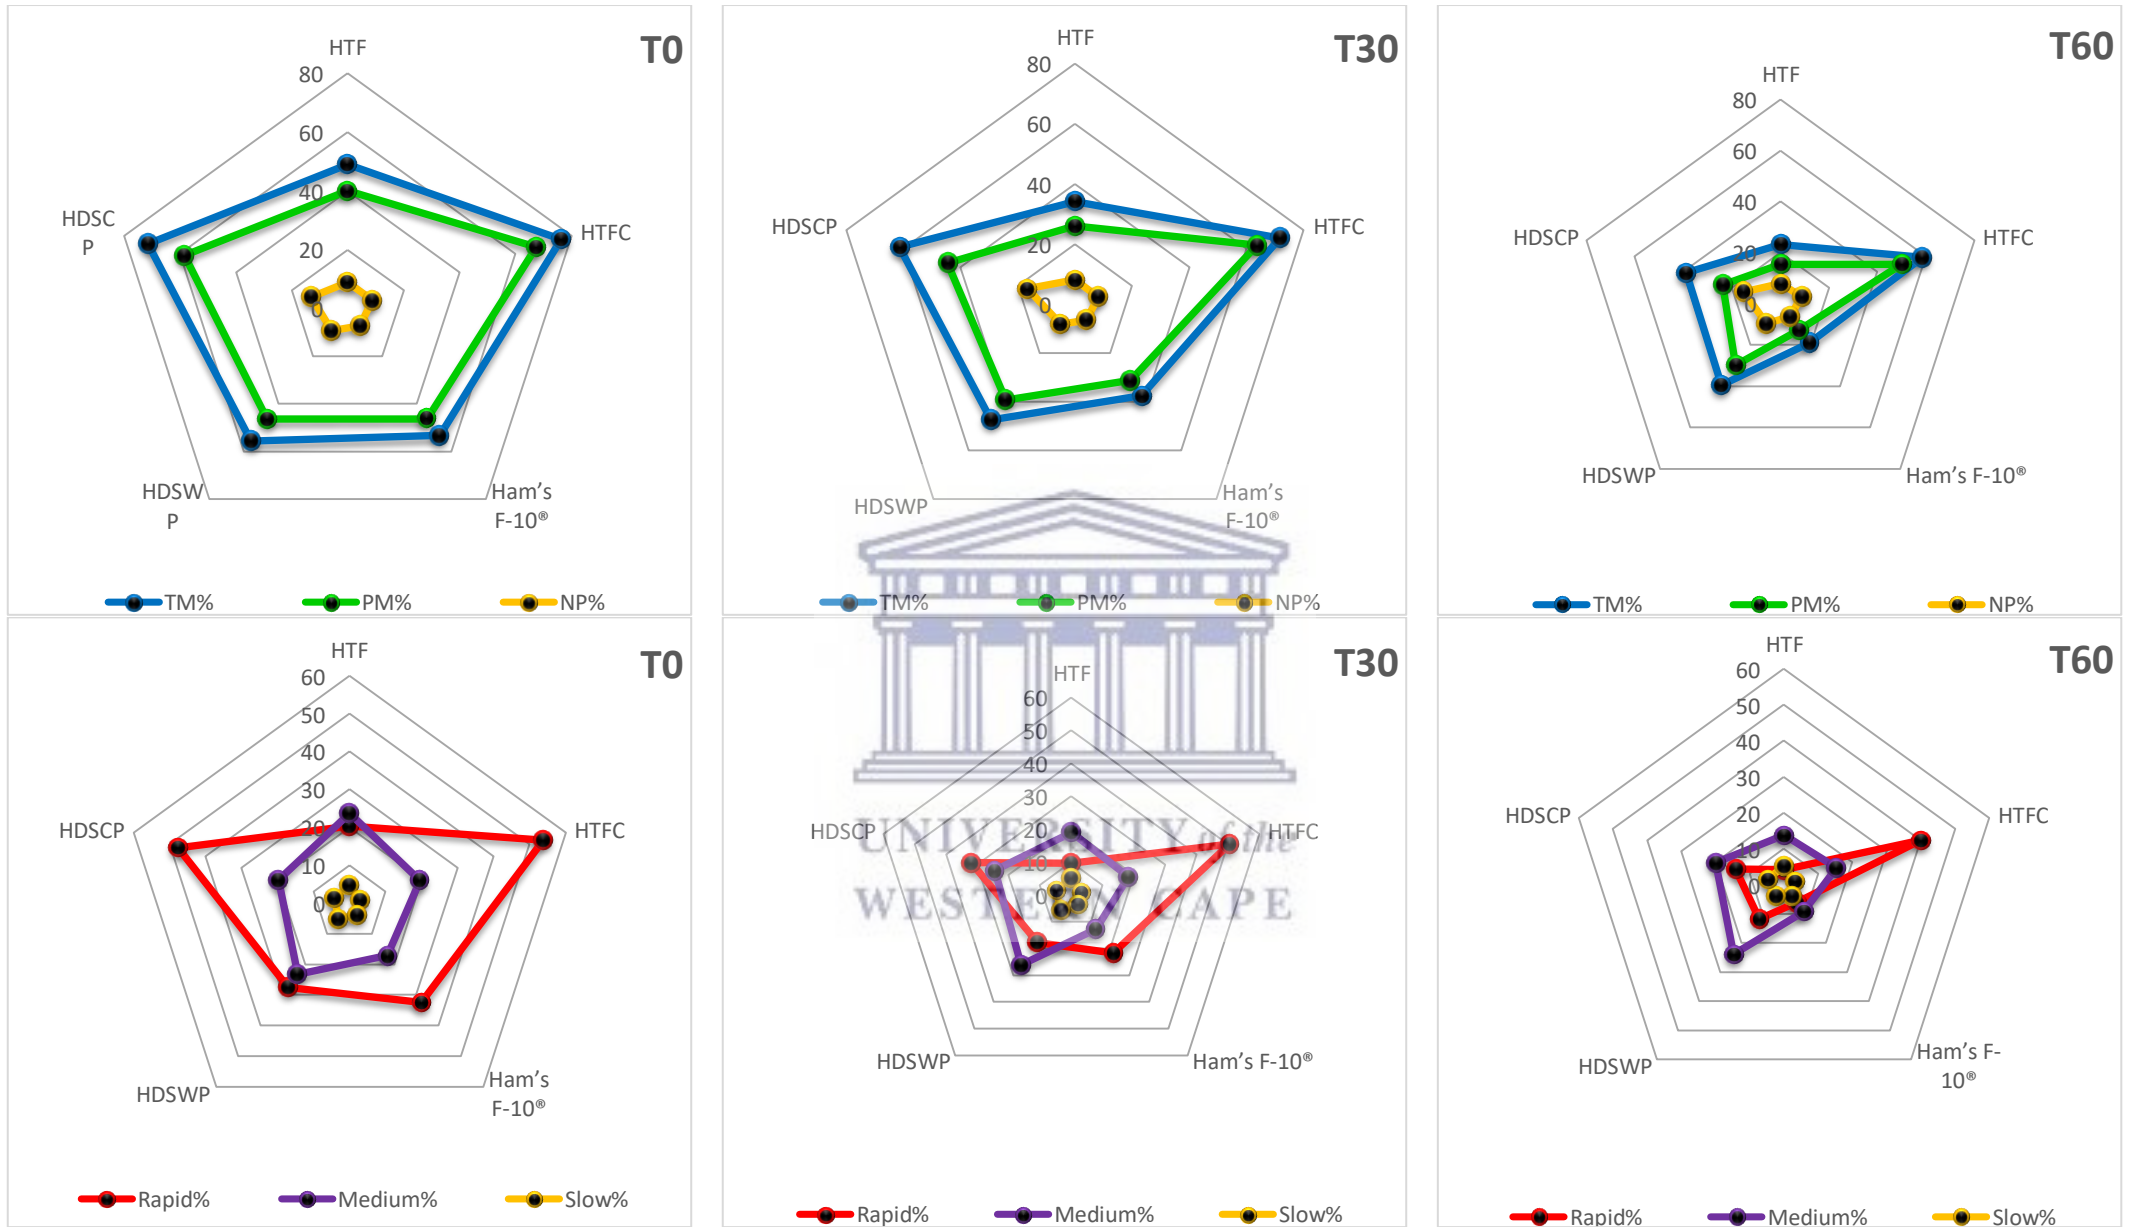 T0
HTF
80
60
40
20
0
HTFC
Ham's
F-10®
HDSW
P
HDSC
P
TM% PM% NP%
T30
HTF
80
60
40
20
0
HTFC
Ham's
F-10®
HDSWP
HDSCP
TM% PM% NP%
T60
HTF
80
60
40
20
0
HTFC
Ham's F-10®
HDSWP
HDSCP
TM% PM% NP%
T0
HTF
60
50
40
30
20
10
0
HTFC
Ham's
F-10®
HDSWP
HDSCP
Rapid% Medium% Slow%
T30
HTF
60
50
40
30
20
10
0
HTFC
Ham's F-10®
HDSWP
HDSCP
Rapid% Medium% Slow%
UNIVERSITY of the
WESTERN CAPE
T60
HTF
60
50
40
30
20
10
0
HTFC
Ham's F-
10®
HDSWP
HDSCP
Rapid% Medium% Slow%